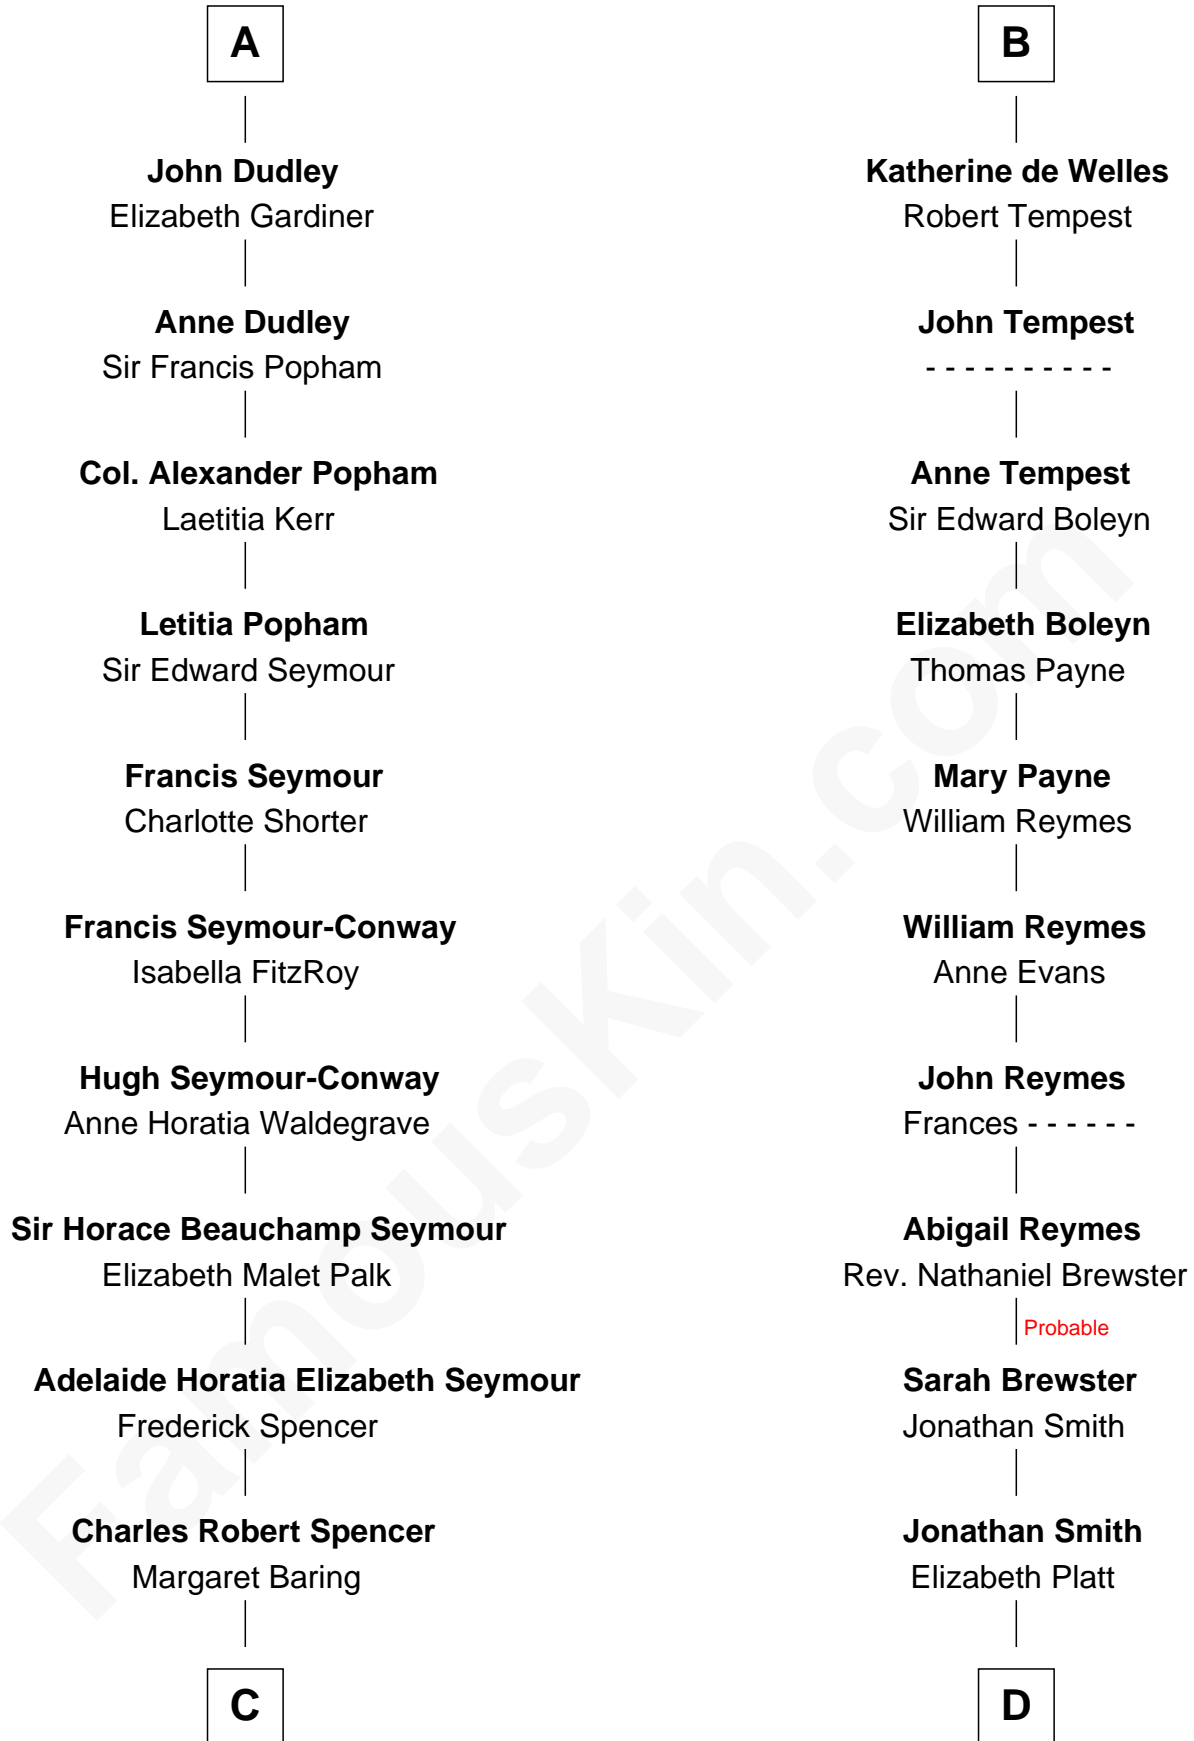 A
John Dudley
Elizabeth Gardiner
Anne Dudley
Sir Francis Popham
Col. Alexander Popham
Laetitia Kerr
Letitia Popham
Sir Edward Seymour
Francis Seymour
Charlotte Shorter
Francis Seymour-Conway
Isabella FitzRoy
Hugh Seymour-Conway
Anne Horatia Waldegrave
Sir Horace Beauchamp Seymour
Elizabeth Malet Palk
Adelaide Horatia Elizabeth Seymour
Frederick Spencer
Charles Robert Spencer
Margaret Baring
C
B
Katherine de Welles
Robert Tempest
John Tempest
- - - - - - - - - -
Anne Tempest
Sir Edward Boleyn
Elizabeth Boleyn
Thomas Payne
Mary Payne
William Reymes
William Reymes
Anne Evans
John Reymes
Frances - - - - - -
Abigail Reymes
Rev. Nathaniel Brewster
Probable
Sarah Brewster
Jonathan Smith
Jonathan Smith
Elizabeth Platt
D
FamousKin.com